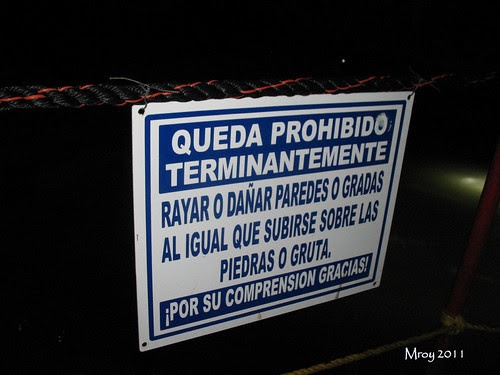 QUEDA PROHIBIDO,
TERMINANTEMENTE
RAYAR O DAÑAR PAREDES O GRADAS
AL IGUAL QUE SUBIRSE SOBRE LAS
PIEDRAS O GRUTA.
¡POR SU COMPRENSION GRACIAS!
Mroy 2011